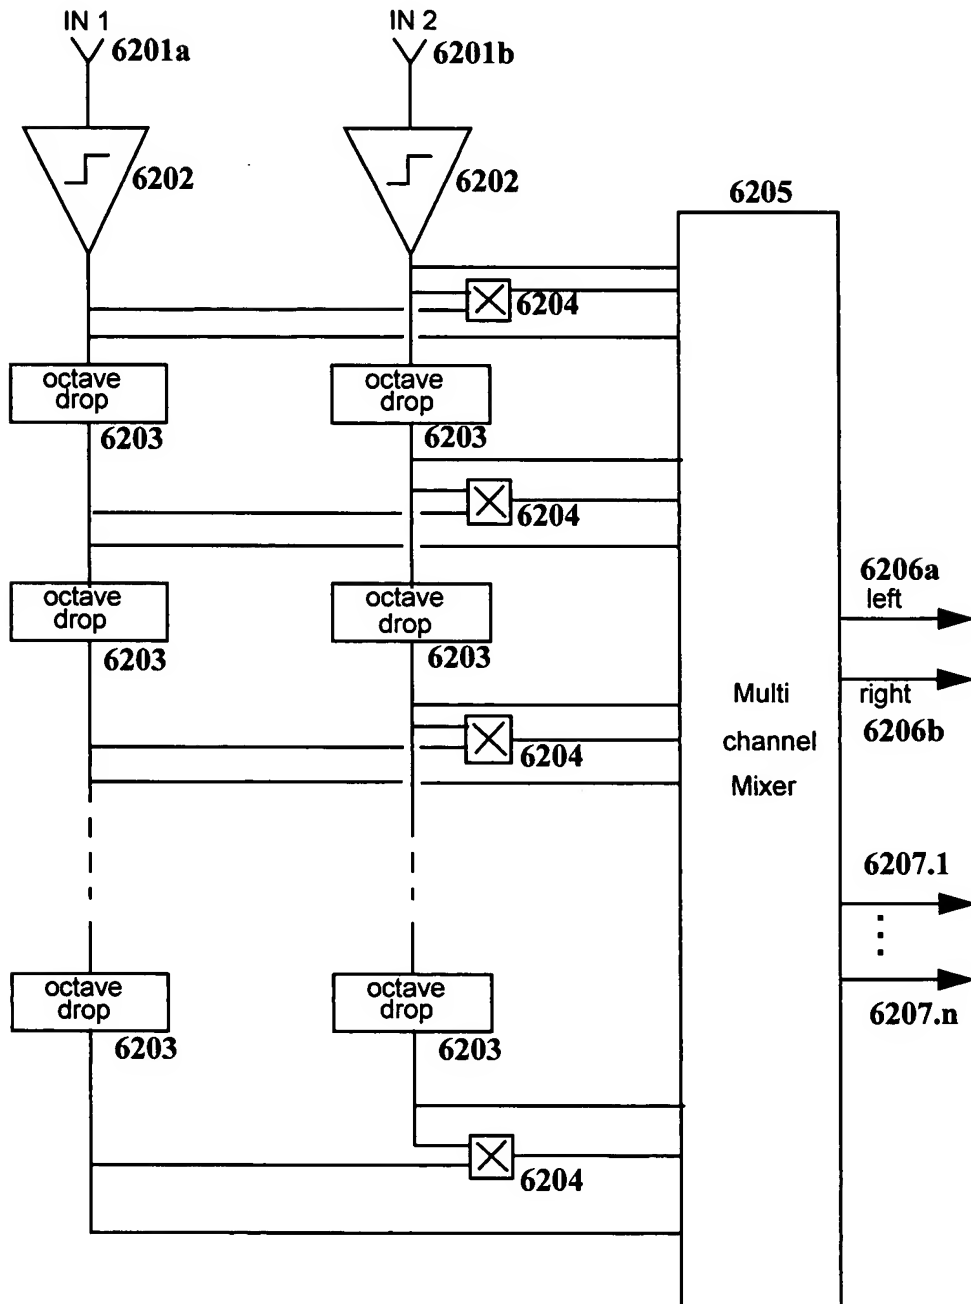 IN 1
6201a
IN 2
6201b
6202
6202
6205
6204
octave
drop
6203
octave
drop
6203
6204
octave
drop
6203
octave
drop
6203
6206a
left
right
6206b
Multi
channel
Mixer
6204
6207.1
6207.n
octave
drop
6203
octave
drop
6203
6204